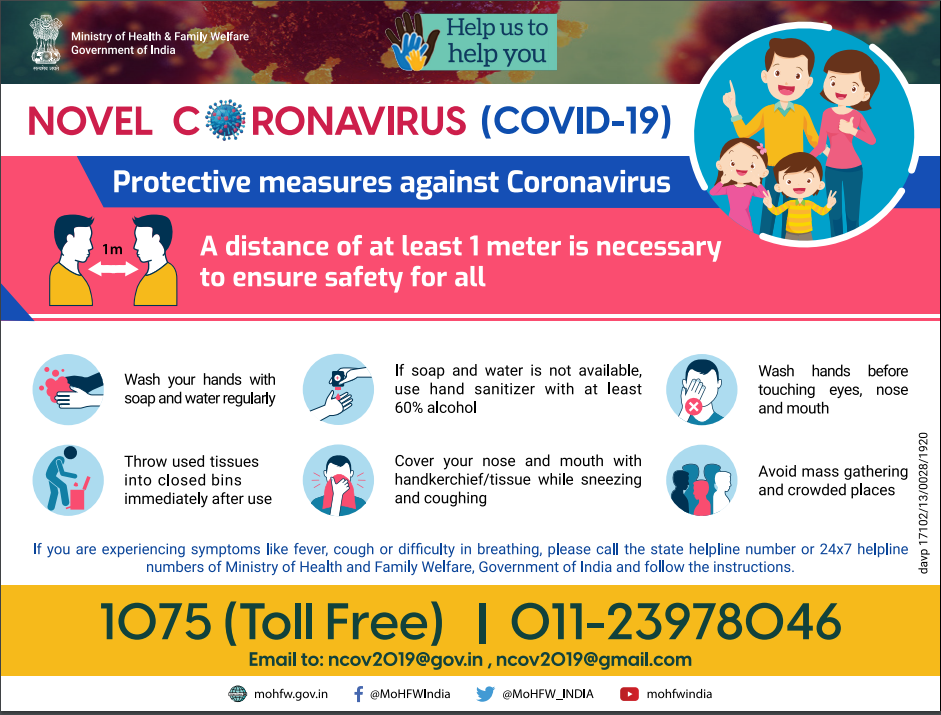 Ministry of Health & Family Welfare
Government of India
Help us to
help you
NOVEL CORONAVIRUS (COVID-19)
Protective measures against Coronavirus
1m
A distance of at least 1 meter is necessary
to ensure safety for all
Wash your hands with
soap and water regularly
If soap and water is not available,
use hand sanitizer with at least
60% alcohol
Wash hands before
touching eyes, nose
and mouth
Throw used tissues
into closed bins
immediately after use
Cover your nose and mouth with
handkerchief/tissue while sneezing
and coughing
Avoid mass gathering
and crowded places
davp 17102/13/0028/1920
If you are experiencing symptoms like fever, cough or difficulty in breathing, please call the state helpline number or 24x7 helpline
numbers of Ministry of Health and Family Welfare, Government of India and follow the instructions.
1075 (Toll Free) | 011-23978046
Email to: ncov2019@gov.in , ncov2019@gmail.com
mohfw.gov.in @MoHFWIndia @MoHFW_INDIA mohfwindia